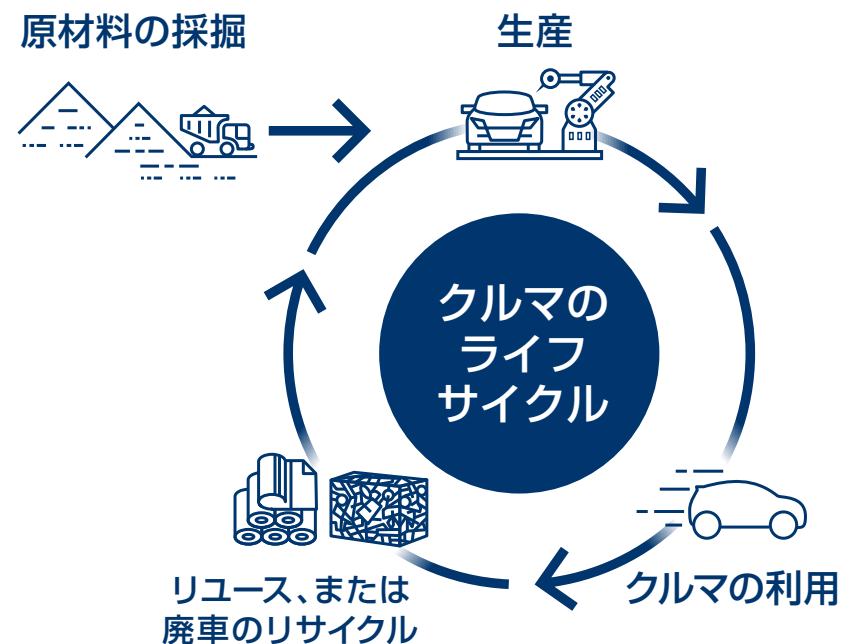 原材料の採掘
生産
クルマの
ライフ
サイクル
クルマの利用
リユース、または
廃車のリサイクル